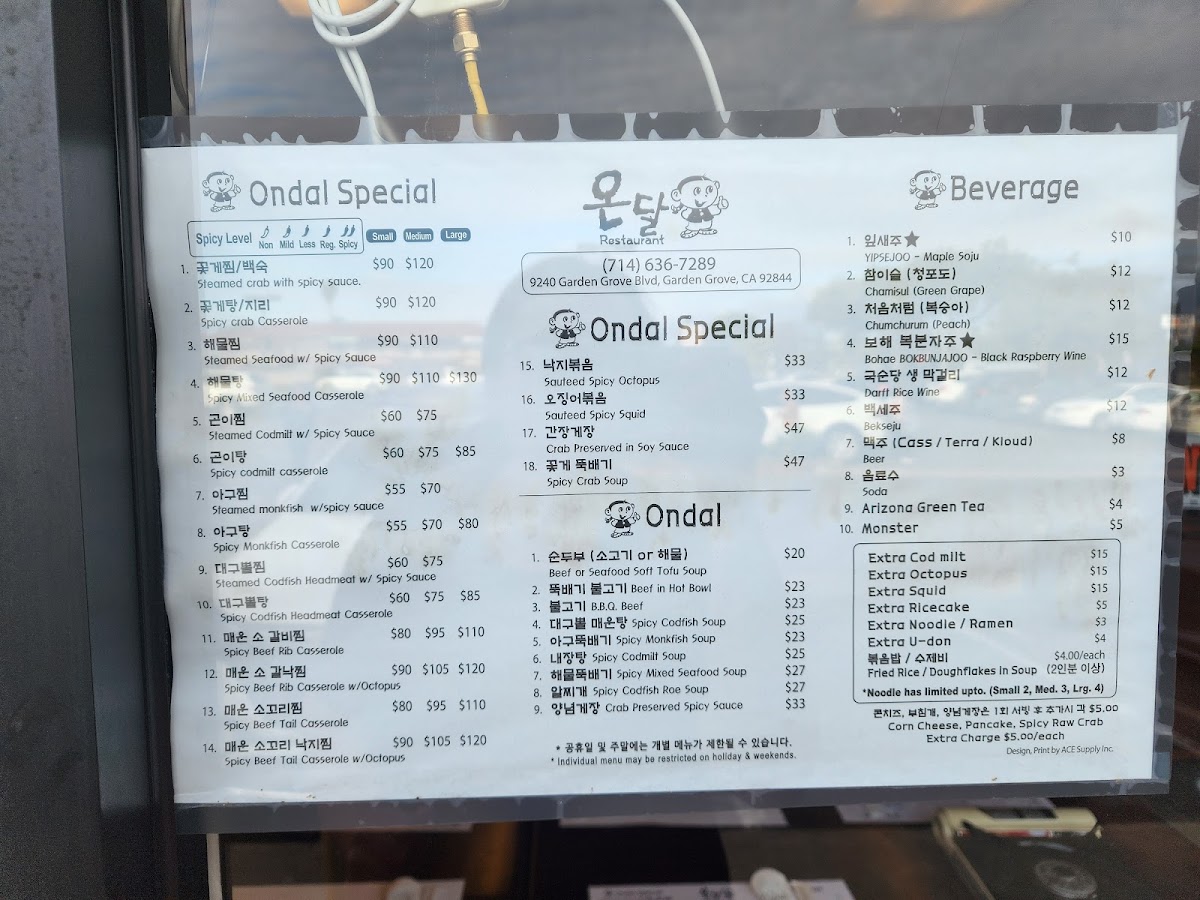 Ondal Special
Spicy Level Non Mild Less Reg. Spicy Small Medium Large
1. 꽃게찜/백숙 $90 $120
Steamed crab with spicy sauce.
2. 꽃게탕/지리 $90 $120
Spicy crab Casserole
3. 해물찜 $90 $110
Steamed Seafood w/ Spicy Sauce
4. 해물탕 $90 $110 $130
Spicy Mixed Seafood Casserole
5. 곤이찜 $60 $75
Steamed Codmilt w/ Spicy Sauce
6. 곤이탕 $60 $75 $85
Spicy codmilt casserole
7. 아구찜 $55 $70
Steamed monkfish w/spicy sauce
8. 아구탕 $55 $70 $80
Spicy Monkfish Casserole
9. 대구뽈찜 $60 $75
Steamed Codfish Headmeat w/ Spicy Sauce
10. 대구뽈탕 $60 $75 $85
Spicy Codfish Headmeat Casserole
11. 매운 소 갈비찜 $80 $95 $110
Spicy Beef Rib Casserole
12. 매운 소 갈낙찜 $90 $105 $120
Spicy Beef Rib Casserole w/Octopus
13. 매운 소꼬리찜 $80 $95 $110
Spicy Beef Tail Casserole
14. 매운 소꼬리 낙지찜 $90 $105 $120
Spicy Beef Tail Casserole w/Octopus
온달
Restaurant
(714) 636-7289
9240 Garden Grove Blvd, Garden Grove, CA 92844
Ondal Special
15. 낙지볶음 $33
Sauteed Spicy Octopus
16. 오징어볶음 $33
Sauteed Spicy Squid
17. 간장게장 $47
Crab Preserved in Soy Sauce
18. 꽃게 뚝배기 $47
Spicy Crab Soup
Ondal
1. 순두부 (소고기 or 해물) $20
Beef or Seafood Soft Tofu Soup
2. 뚝배기 불고기 Beef in Hot Bowl $23
3. 불고기 B.B.Q. Beef $23
4. 대구뽈 매운탕 Spicy Codfish Soup $25
5. 아구뚝배기 Spicy Monkfish Soup $23
6. 내장탕 Spicy Codmilt Soup $25
7. 해물뚝배기 Spicy Mixed Seafood Soup $27
8. 알찌개 Spicy Codfish Roe Soup $27
9. 양념게장 Crab Preserved Spicy Sauce $33
* 공휴일 및 주말에는 개별 메뉴가 제한될 수 있습니다.
* Individual menu may be restricted on holiday & weekends.
Beverage
1. 잎새주★ $10
YIPSEJOO - Maple Soju
2. 참이슬 (청포도) $12
Chamisul (Green Grape)
3. 처음처럼 (복숭아) $12
Chumchurum (Peach)
4. 보해 복분자주★ $15
Bohae BOKBUNJAJOO - Black Raspberry Wine
5. 국순당 생 막걸리 $12
Darft Rice Wine
6. 백세주 $12
Bekseju
7. 맥주 (Cass / Terra / Kloud) $8
Beer
8. 음료수 $3
Soda
9. Arizona Green Tea $4
10. Monster $5
Extra Cod milt $15
Extra Octopus $15
Extra Squid $15
Extra Ricecake $5
Extra Noodle / Ramen $3
Extra U-don $4
볶음밥 / 수제비 $4.00/each
Fried Rice / Doughflakes in Soup (2인분 이상)
*Noodle has limited upto. (Small 2, Med. 3, Lrg. 4)
콘치즈, 부침개, 양념게장은 1회 서빙 후 추가시 각 $5.00
Corn Cheese, Pancake, Spicy Raw Crab
Extra Charge $5.00/each
Design, Print by ACE Supply Inc.